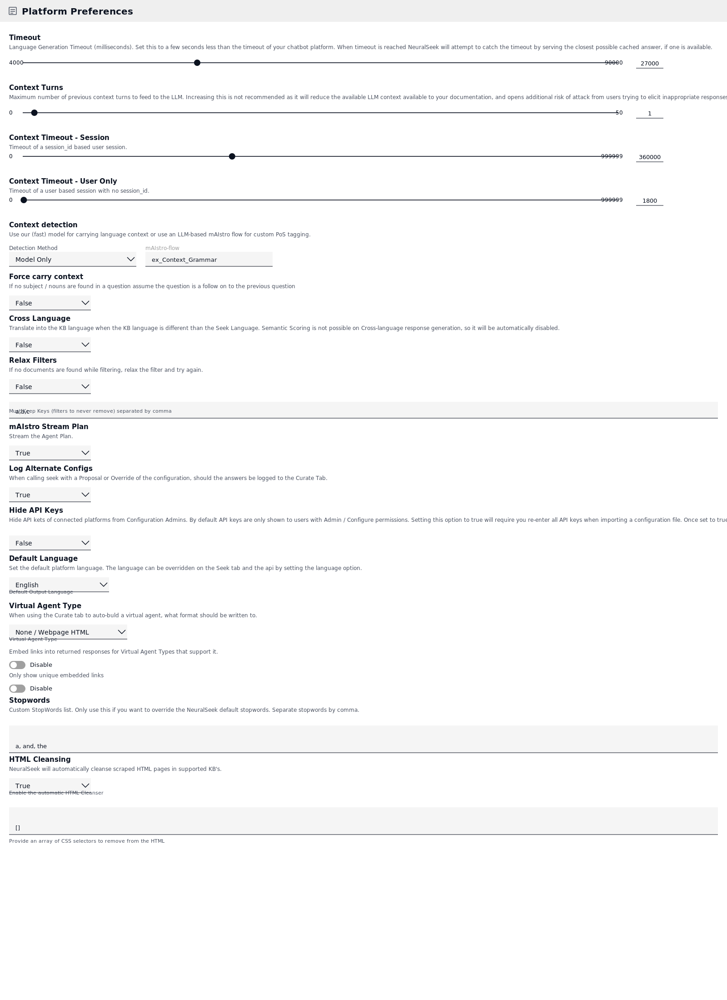 Platform Preferences
Timeout
Language Generation Timeout (milliseconds). Set this to a few seconds less than the timeout of your chatbot platform. When timeout is reached NeuralSeek will attempt to catch the timeout by serving the closest possible cached answer, if one is available.
4000 90000 27000
Context Turns
Maximum number of previous context turns to feed to the LLM. Increasing this is not recommended as it will reduce the available LLM context available to your documentation, and opens additional risk of attack from users trying to elicit inappropriate responses
0 50 1
Context Timeout - Session
Timeout of a session_id based user session.
0 999999 360000
Context Timeout - User Only
Timeout of a user based session with no session_id.
0 999999 1800
Context detection
Use our (fast) model for carrying language context or use an LLM-based mAIstro flow for custom PoS tagging.
Detection Method mAIstro-flow
Model Only ex_Context_Grammar
Force carry context
If no subject / nouns are found in a question assume the question is a follow on to the previous question
False
Cross Language
Translate into the KB language when the KB language is different than the Seek Language. Semantic Scoring is not possible on Cross-language response generation, so it will be automatically disabled.
False
Relax Filters
If no documents are found while filtering, relax the filter and try again.
False
a,b,c
Must Keep Keys (filters to never remove) separated by comma
mAIstro Stream Plan
Stream the Agent Plan.
True
Log Alternate Configs
When calling seek with a Proposal or Override of the configuration, should the answers be logged to the Curate Tab.
True
Hide API Keys
Hide API kets of connected platforms from Configuration Admins. By default API keys are only shown to users with Admin / Configure permissions. Setting this option to true will require you re-enter all API keys when importing a configuration file. Once set to true
False
Default Language
Set the default platform language. The language can be overridden on the Seek tab and the api by setting the language option.
English
Default Output Language
Virtual Agent Type
When using the Curate tab to auto-buld a virtual agent, what format should be written to.
None / Webpage HTML
Virtual Agent Type
Embed links into returned responses for Virtual Agent Types that support it.
Disable
Only show unique embedded links
Disable
Stopwords
Custom StopWords list. Only use this if you want to override the NeuralSeek default stopwords. Separate stopwords by comma.
a, and, the
HTML Cleansing
NeuralSeek will automatically cleanse scraped HTML pages in supported KB's.
True
Enable the automatic HTML Cleanser
[]
Provide an array of CSS selectors to remove from the HTML